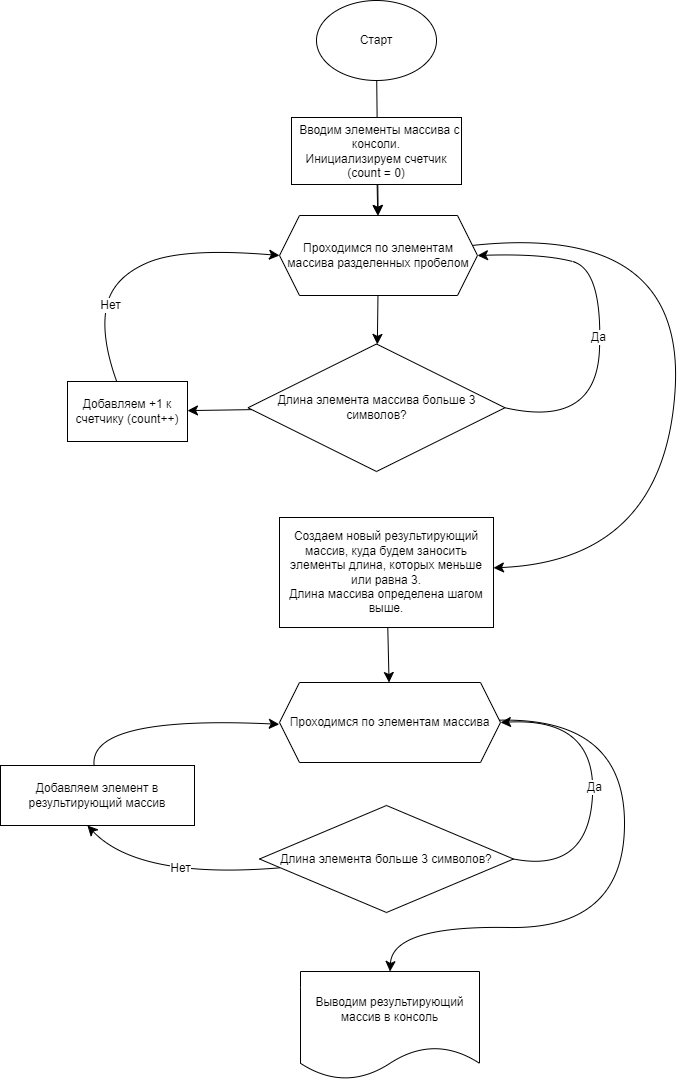 Старт
Вводим элементы массива с
консоли.
Инициализируем счетчик
(count = 0)
Проходимся по элементам
массива разделенных пробелом
Нет
Да
Длина элемента массива больше 3
символов?
Добавляем +1 к
счетчику (count++)
Создаем новый результирующий
массив, куда будем заносить
элементы длина, которых меньше
или равна 3.
Длина массива определена шагом
выше.
Проходимся по элементам массива
Добавляем элемент в
результирующий массив
Да
Длина элемента больше 3 символов?
Нет
Выводим результирующий
массив в консоль